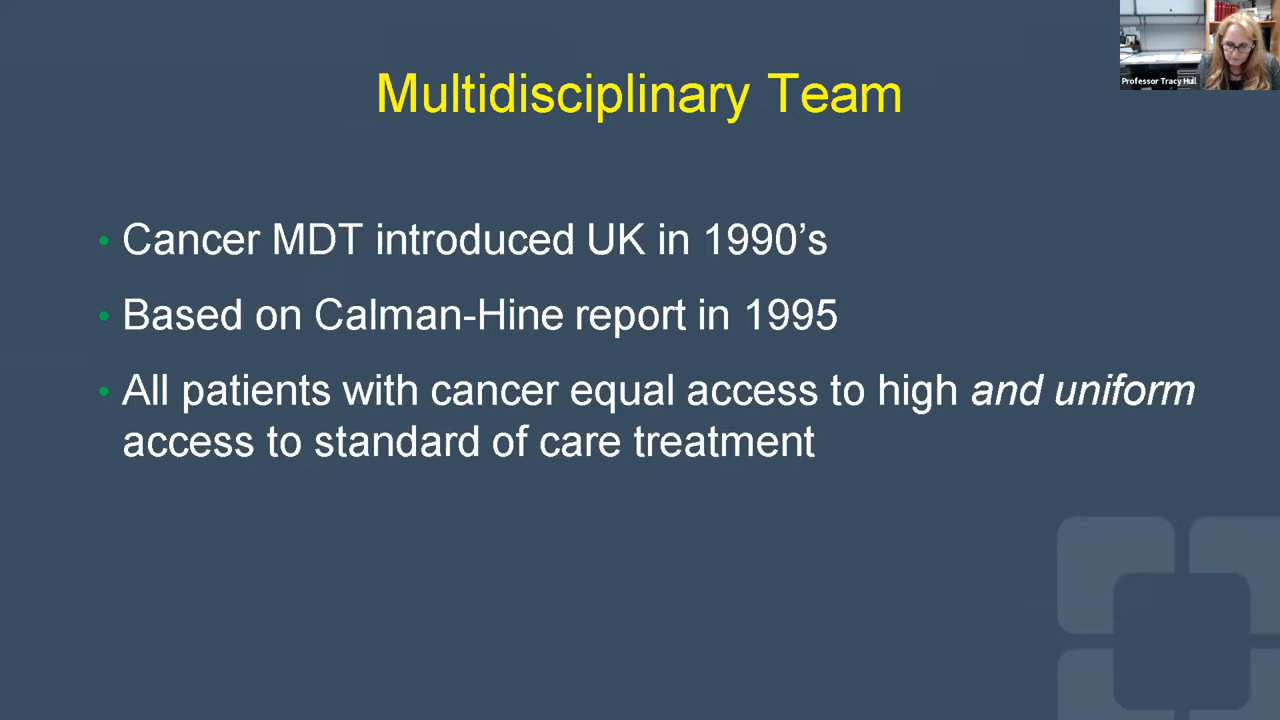 Professor Tracy Hull
Multidisciplinary Team
• Cancer MDT introduced UK in 1990’s
• Based on Calman-Hine report in 1995
• All patients with cancer equal access to high and uniform
access to standard of care treatment